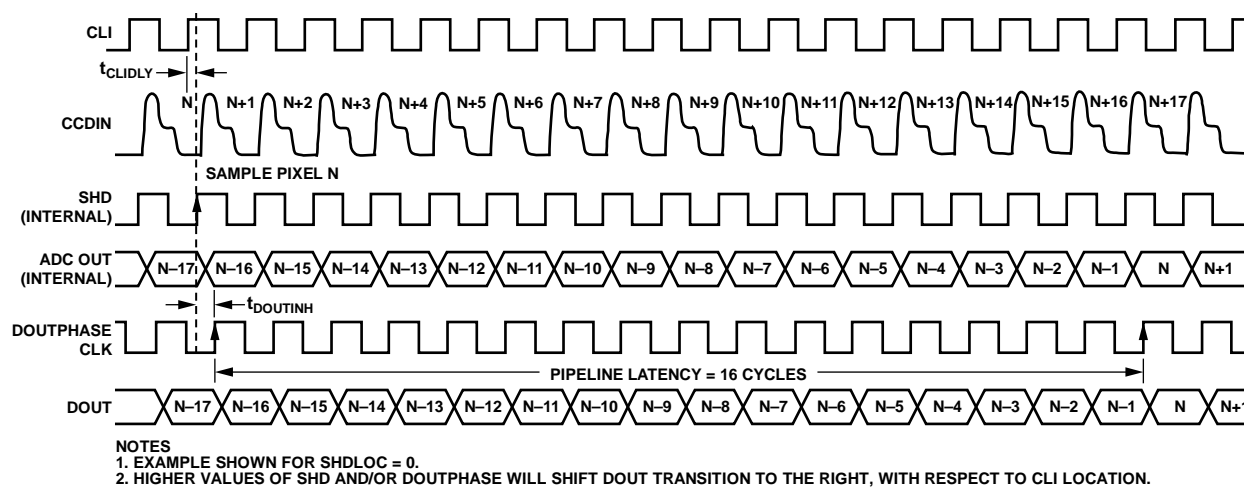 CLI
tCLIDLY
N N+1 N+2 N+3 N+4 N+5 N+6 N+7 N+8 N+9 N+10 N+11 N+12 N+13 N+14 N+15 N+16 N+17
CCDIN
SAMPLE PIXEL N
SHD
(INTERNAL)
ADC OUT
(INTERNAL)
N–17 N–16 N–15 N–14 N–13 N–12 N–11 N–10 N–9 N–8 N–7 N–6 N–5 N–4 N–3 N–2 N–1 N N+1
tDOUTINH
DOUTPHASE
CLK
PIPELINE LATENCY = 16 CYCLES
DOUT
N–17 N–16 N–15 N–14 N–13 N–12 N–11 N–10 N–9 N–8 N–7 N–6 N–5 N–4 N–3 N–2 N–1 N N+1
NOTES
1. EXAMPLE SHOWN FOR SHDLOC = 0.
2. HIGHER VALUES OF SHD AND/OR DOUTPHASE WILL SHIFT DOUT TRANSITION TO THE RIGHT, WITH RESPECT TO CLI LOCATION.